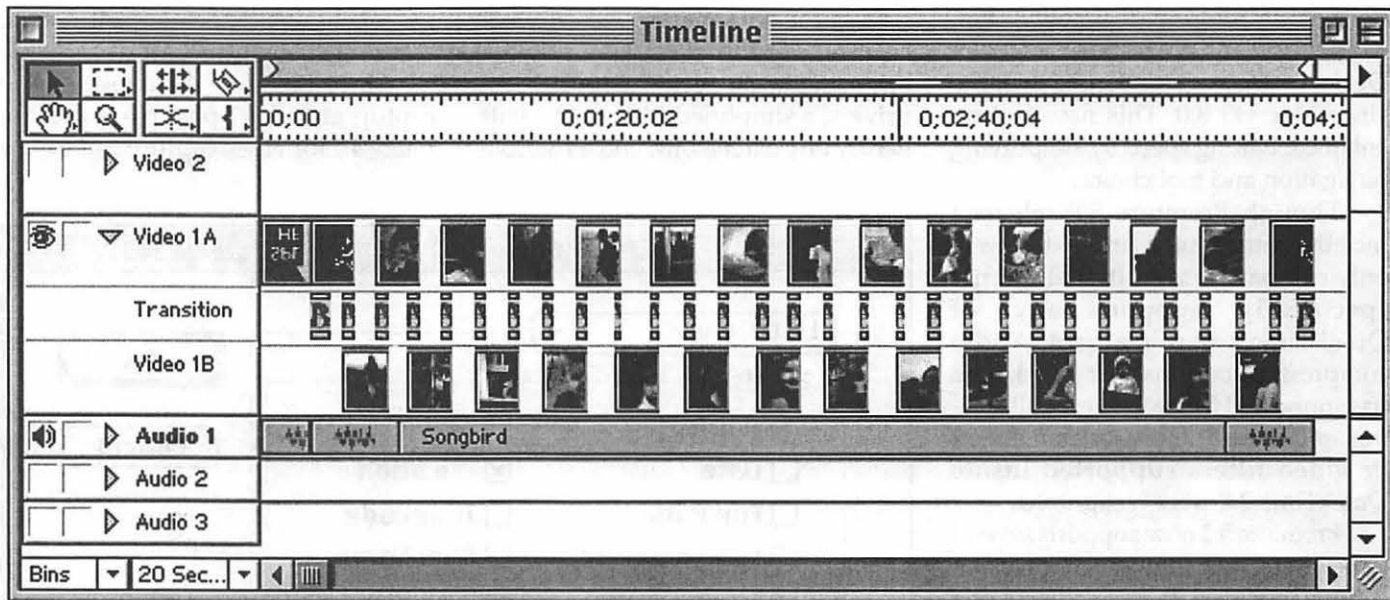 Timeline
00;00 0;01;20;02 0;02;40;04 0;04;0
Video 2
Video 1A
HE
Transition
Video 1B
Audio 1 Songbird
Audio 2
Audio 3
Bins 20 Sec...